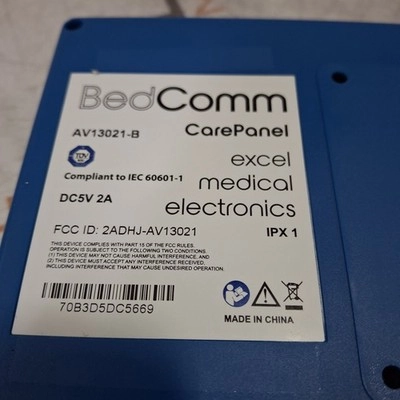 BedComm
AV13021-B
CarePanel
TÜV
excel
Compliant to IEC 60601-1
medical
DC5V 2A
electronics
FCC ID: 2ADHJ-AV13021
IPX 1
THIS DEVICE COMPLIES WITH PART 15 OF THE FCC RULES.
OPERATION IS SUBJECT TO THE FOLLOWING TWO CONDITIONS.
(1) THIS DEVICE MAY NOT CAUSE HARMFUL INTERFERENCE, AND
(2) THIS DEVICE MUST ACCEPT ANY INTERFERENCE RECEIVED.
INCLUDING INTERFERENCE THAT MAY CAUSE UNDESIRED OPERATION.
70B3D5DC5669
MADE IN CHINA